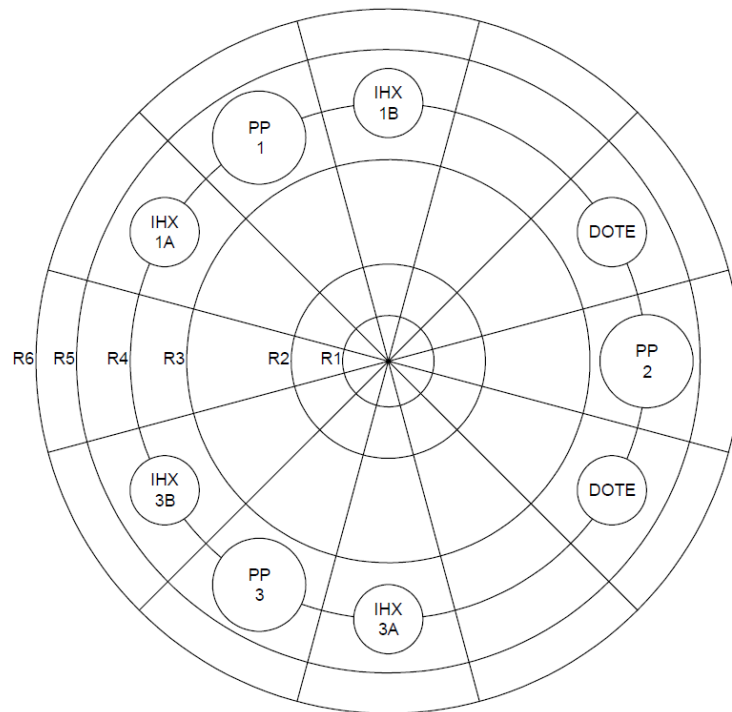 IHX
1B
PP
1
IHX
1A
DOTE
R6 R5 R4 R3 R2 R1
PP
2
IHX
3B
DOTE
PP
3
IHX
3A